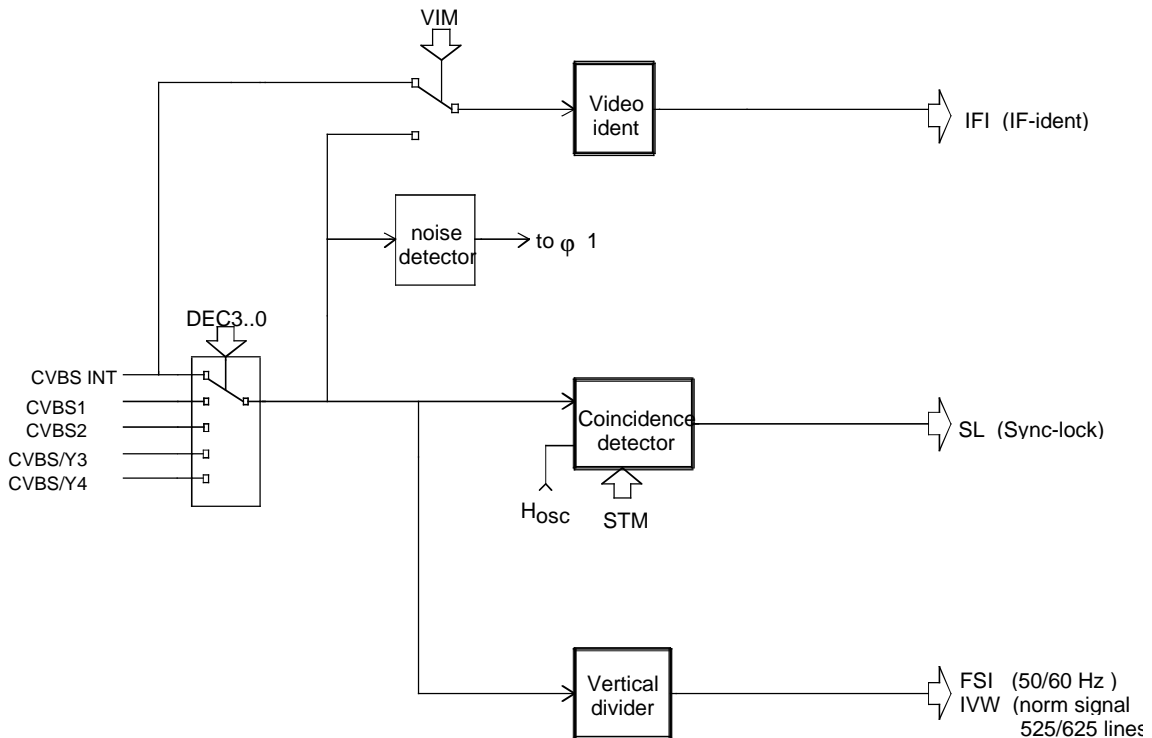 VIM
Video
ident
IFI (IF-ident)
noise
detector
to φ 1
DEC3..0
CVBS INT
CVBS1
CVBS2
CVBS/Y3
CVBS/Y4
Coincidence
detector
SL (Sync-lock)
Hosc
STM
Vertical
divider
FSI (50/60 Hz )
IVW (norm signal
525/625 lines